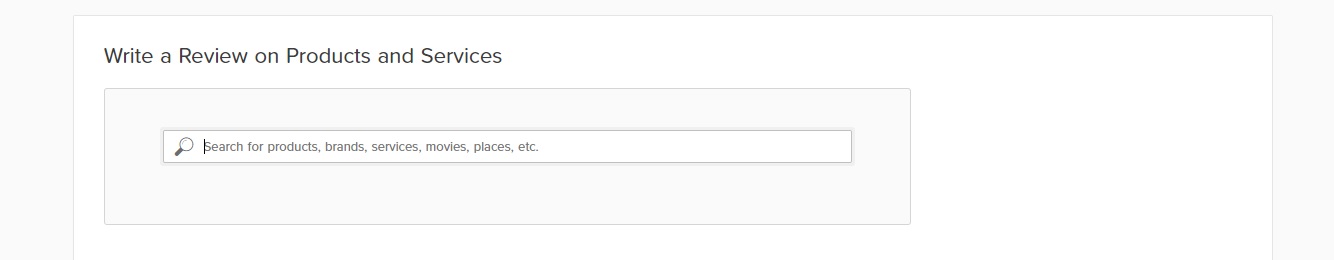 Write a Review on Products and Services
Search for products, brands, services, movies, places, etc.